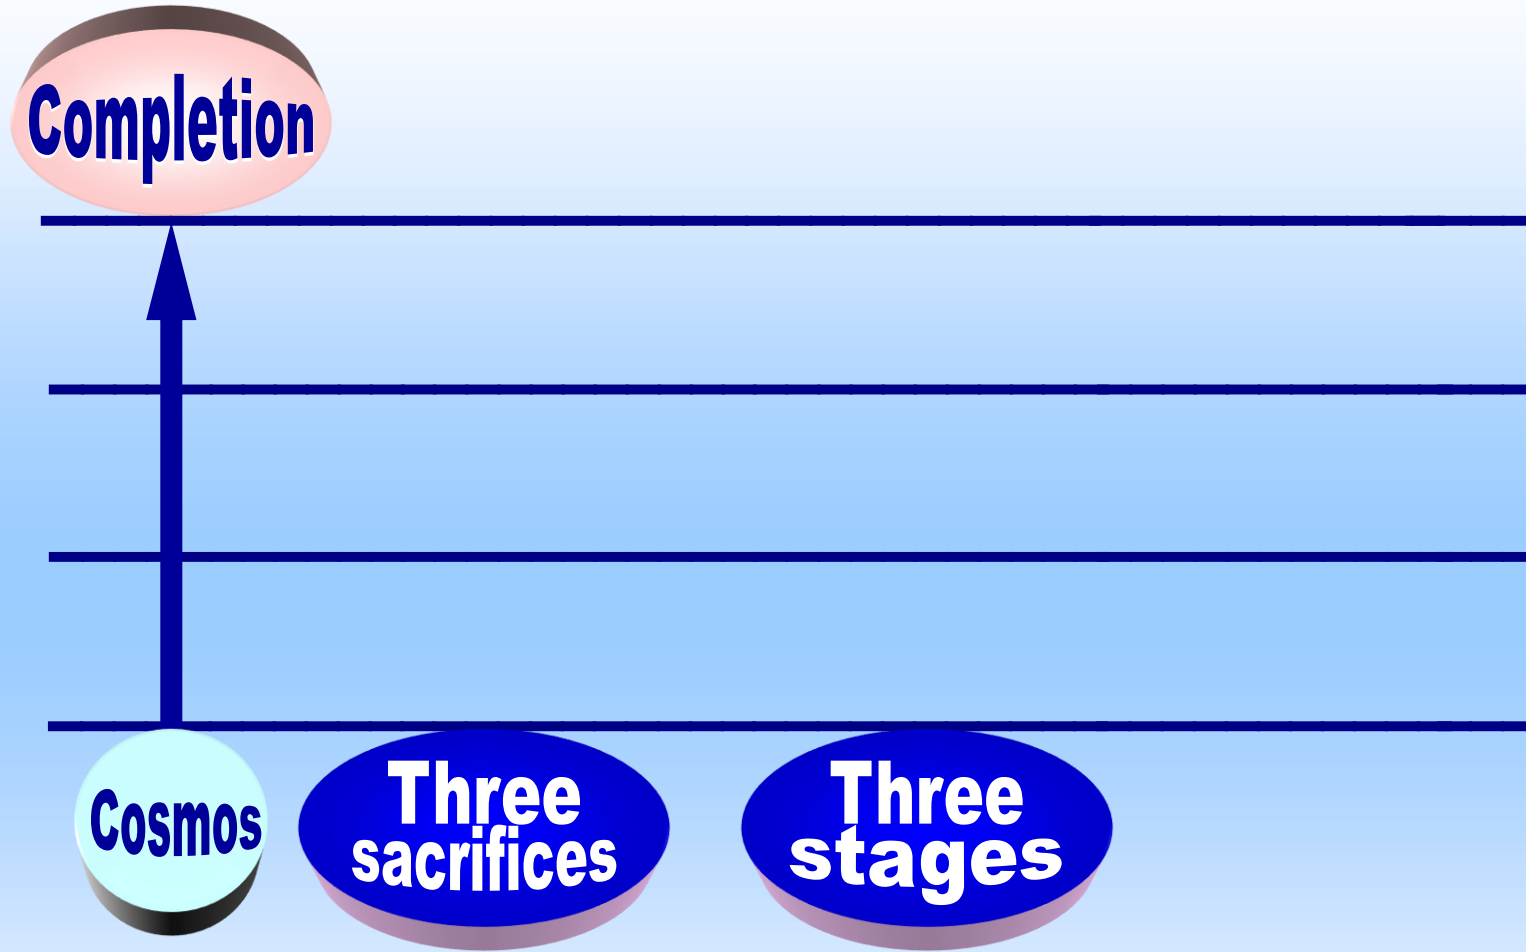 Completion
Cosmos
Three
sacrifices
Three
stages